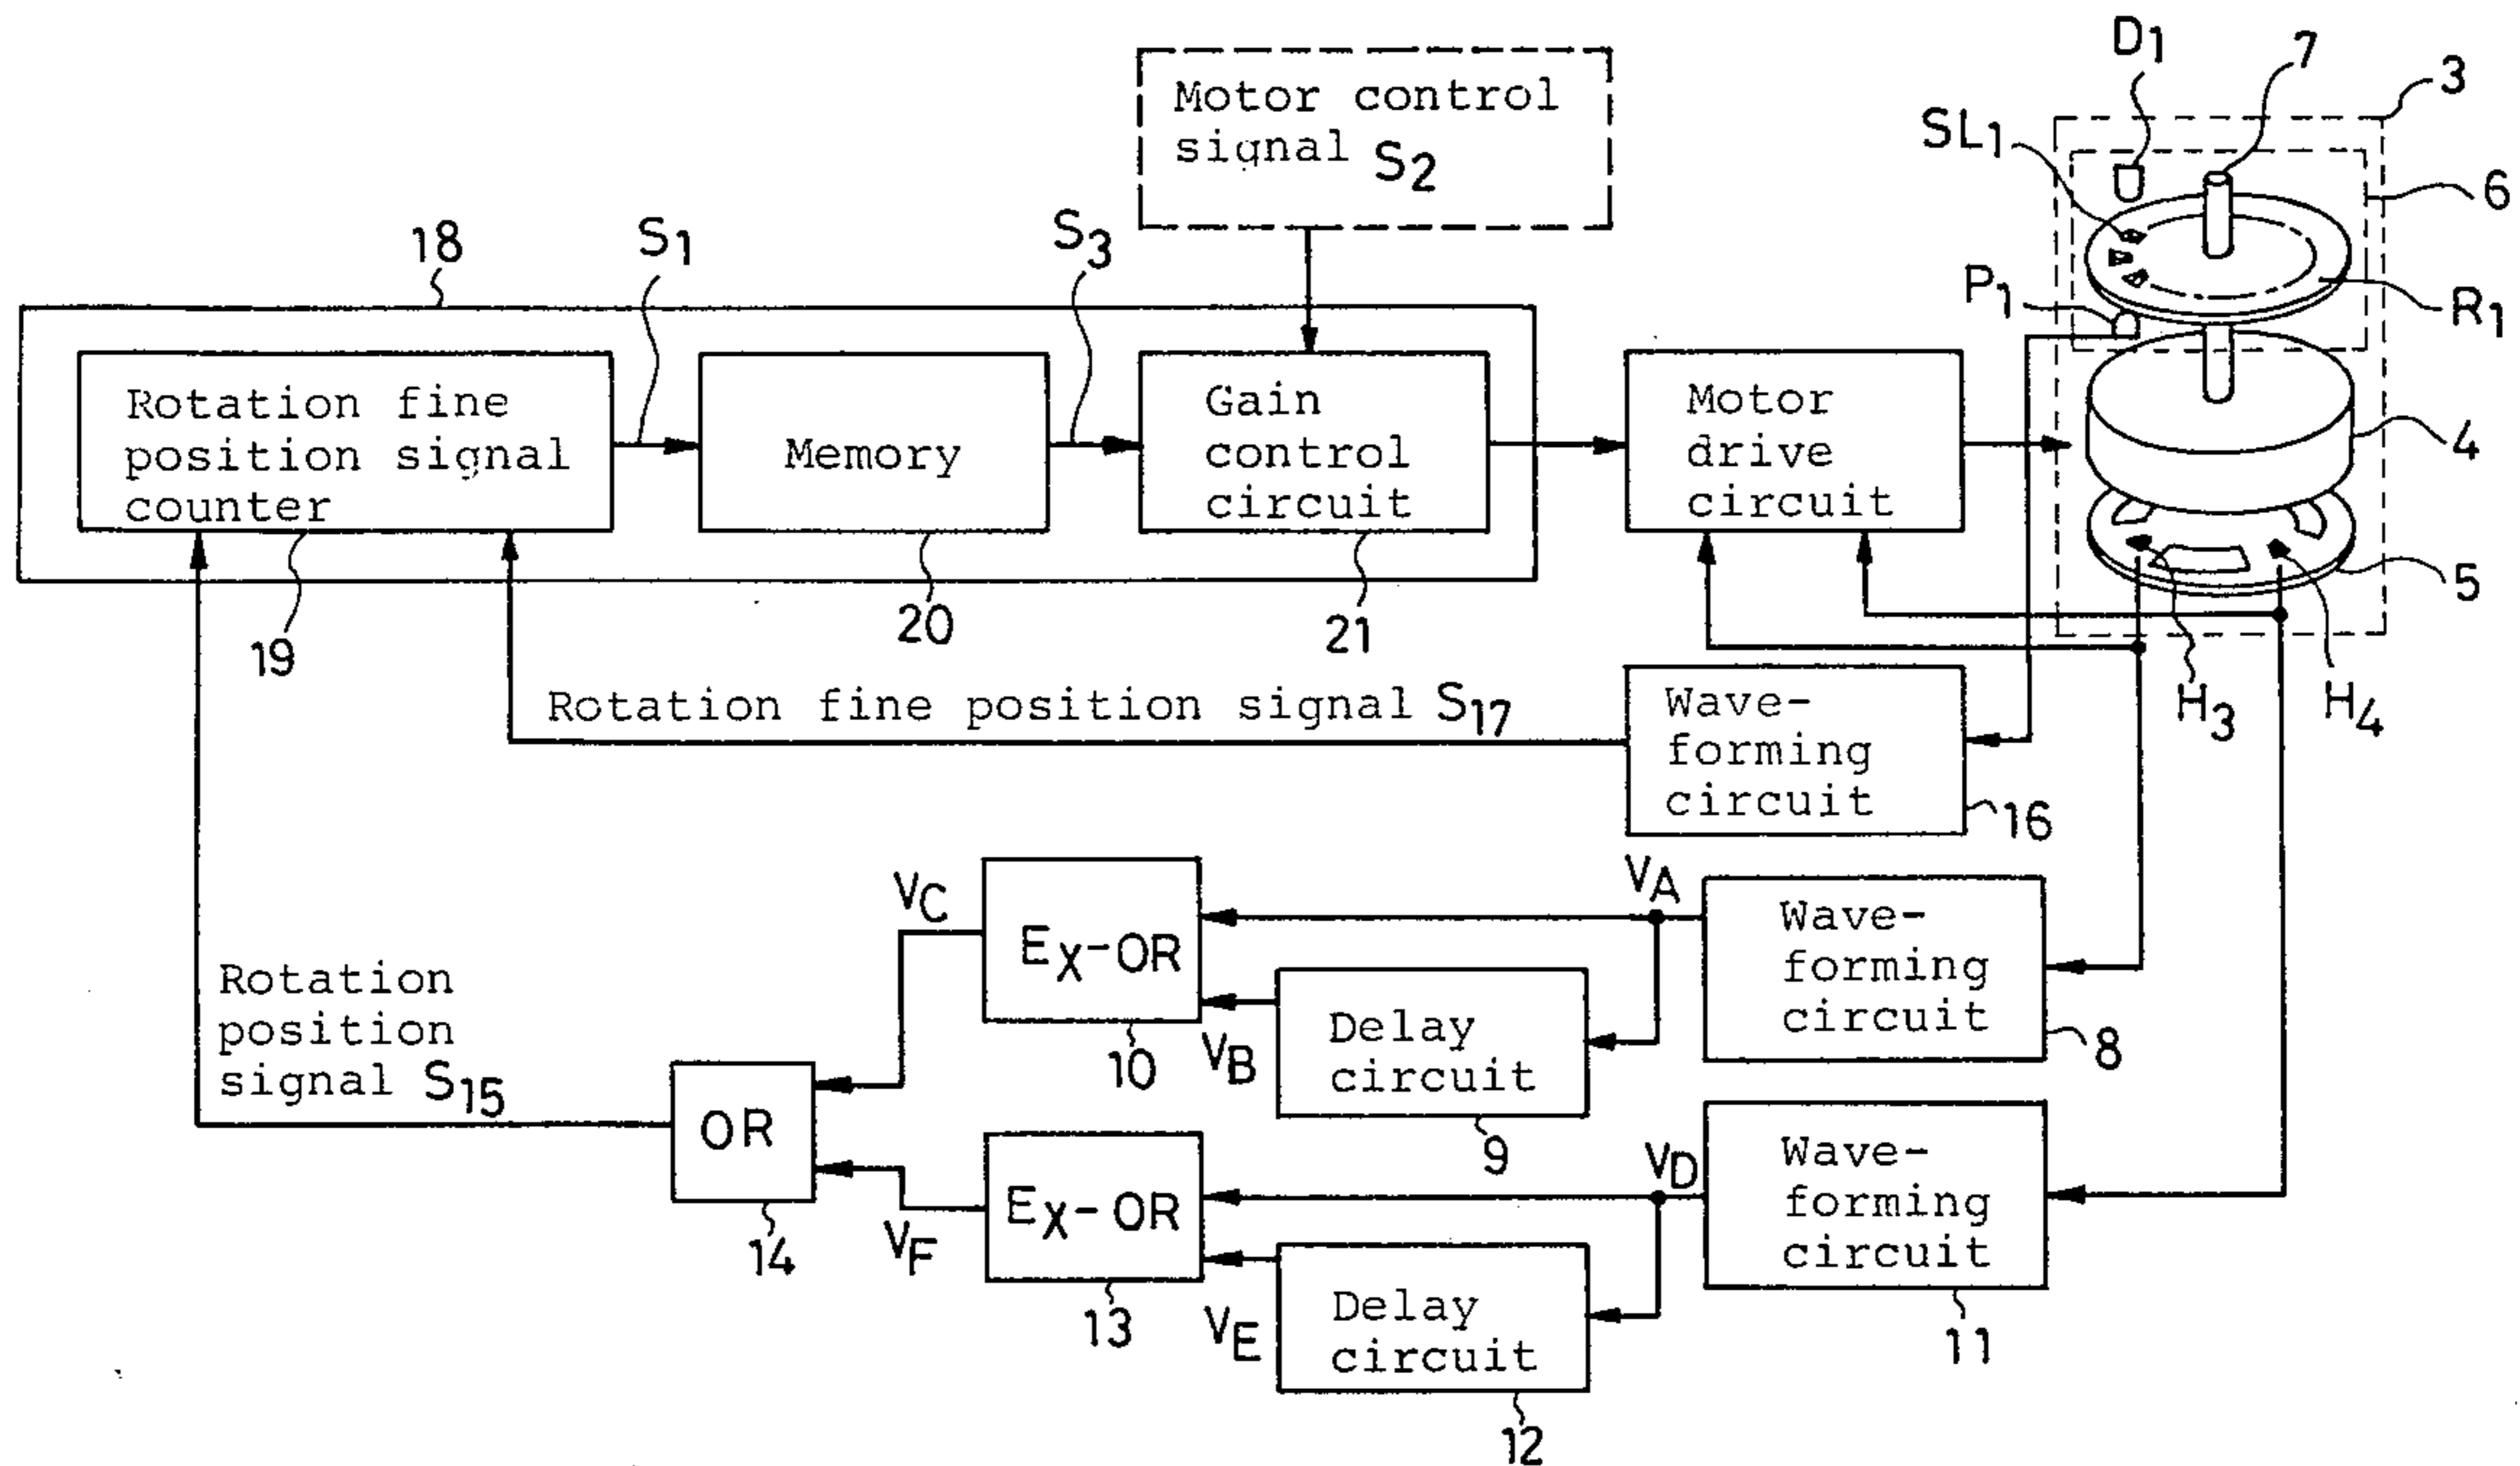 D1
7
3
Motor control
signal S2
SL1
6
18
S1
S3
P1
R1
Rotation fine
position signal
counter
Memory
Gain
control
circuit
Motor
drive
circuit
4
5
19
20
21
H3
H4
Rotation fine position signal S17
Wave-
forming
circuit
16
VC
Ex-OR
VA
Wave-
forming
circuit
Rotation
position
signal S15
10
VB
Delay
circuit
8
OR
9
14
VF
Ex-OR
VD
Wave-
forming
circuit
13
VE
Delay
circuit
11
12